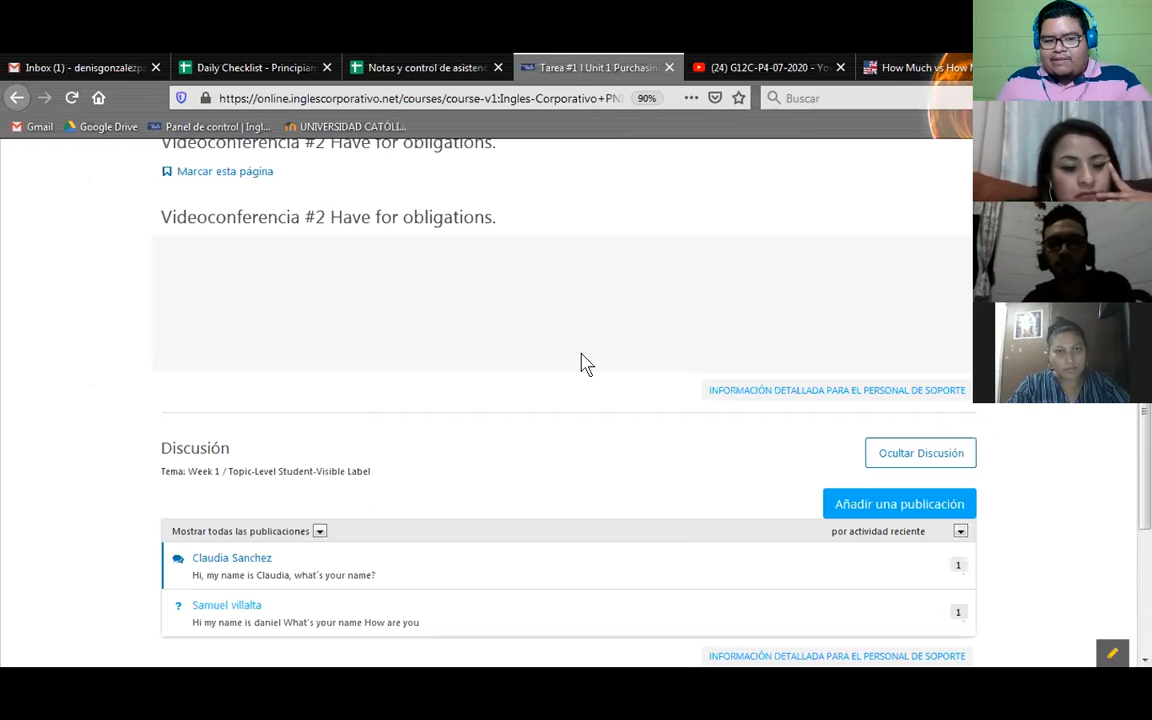 Inbox (1) - denisgonzalezp
Daily Checklist - Principian
Notas y control de asistenc
Tarea #1 I Unit 1 Purchasin
(24) G12C-P4-07-2020 - Yo
How Much vs How M
https://online.inglescorporativo.net/courses/course-v1:Ingles-Corporativo+PNI
90%
Buscar
Gmail
Google Drive
Panel de control | Ingl...
UNIVERSIDAD CATÓLI...
Videoconferencia #2 Have for obligations.
Marcar esta página
Videoconferencia #2 Have for obligations.
INFORMACIÓN DETALLADA PARA EL PERSONAL DE SOPORTE
Discusión
Ocultar Discusión
Tema: Week 1 / Topic-Level Student-Visible Label
Añadir una publicación
Mostrar todas las publicaciones
por actividad reciente
Claudia Sanchez
Hi, my name is Claudia, what´s your name?
1
Samuel villalta
Hi my name is daniel What's your name How are you
1
INFORMACIÓN DETALLADA PARA EL PERSONAL DE SOPORTE